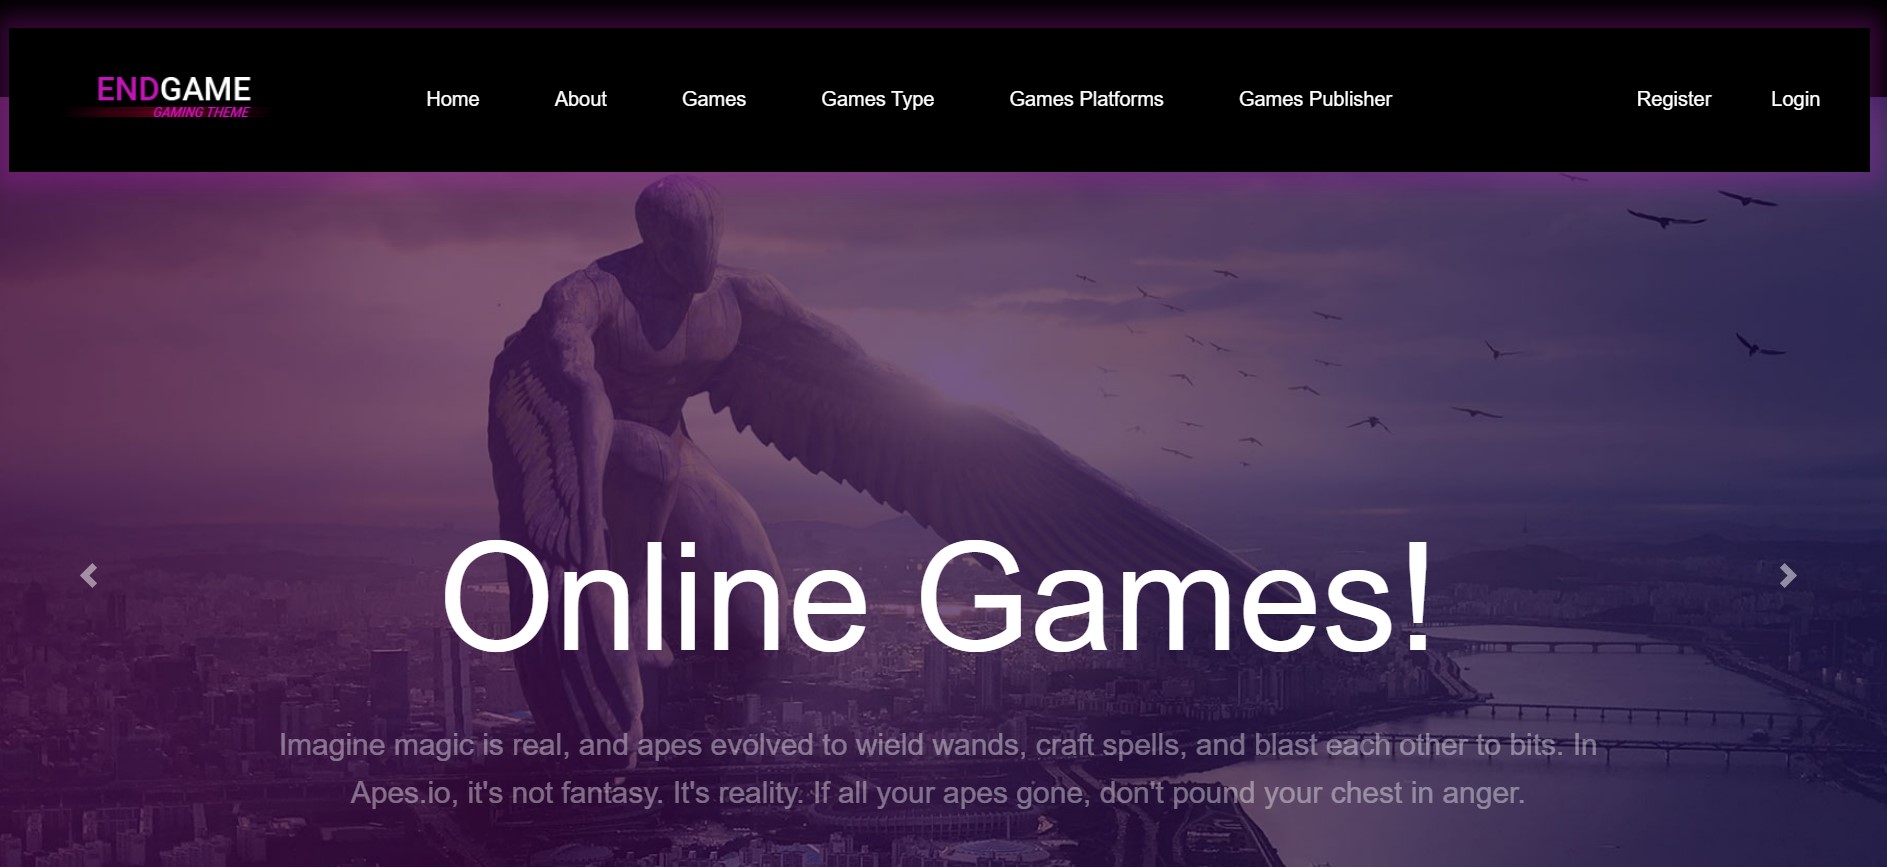 ENDGAME
GAMING THEME
Home
About
Games
Games Type
Games Platforms
Games Publisher
Register
Login
Online Games!
Imagine magic is real, and apes evolved to wield wands, craft spells, and blast each other to bits. In
Apes.io, it's not fantasy. It's reality. If all your apes gone, don't pound your chest in anger.